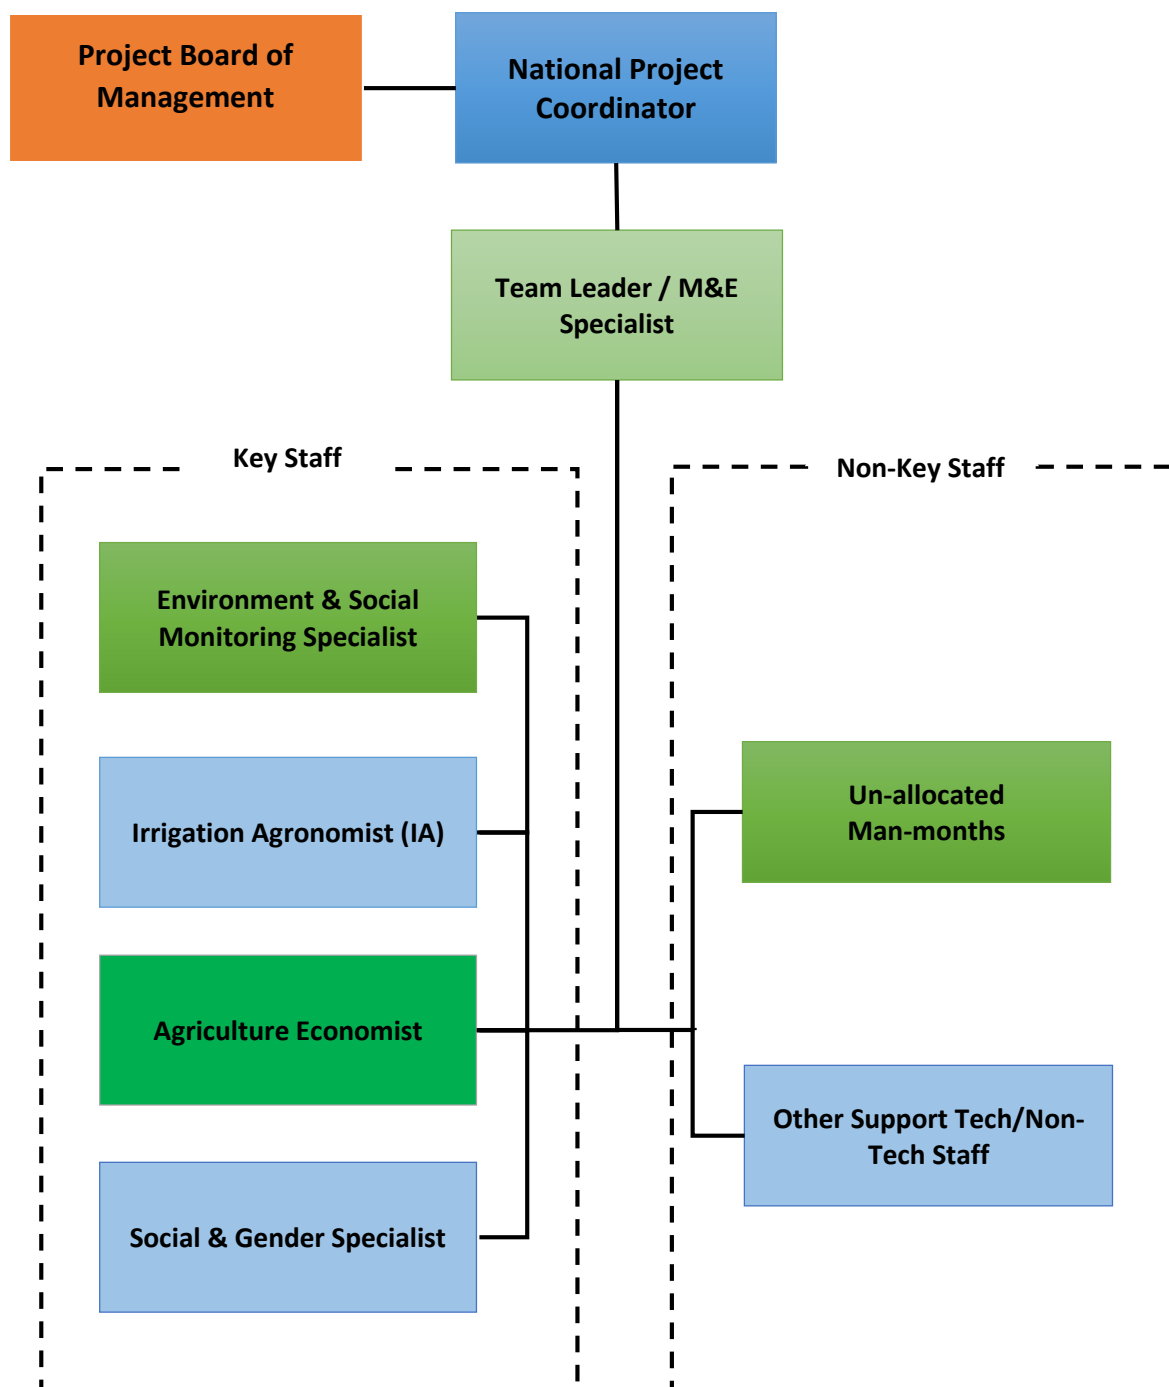 Project Board of
Management
National Project
Coordinator
Team Leader / M&E
Specialist
Key Staff
Non-Key Staff
Environment & Social
Monitoring Specialist
Irrigation Agronomist (IA)
Agriculture Economist
Social & Gender Specialist
Un-allocated
Man-months
Other Support Tech/Non-
Tech Staff